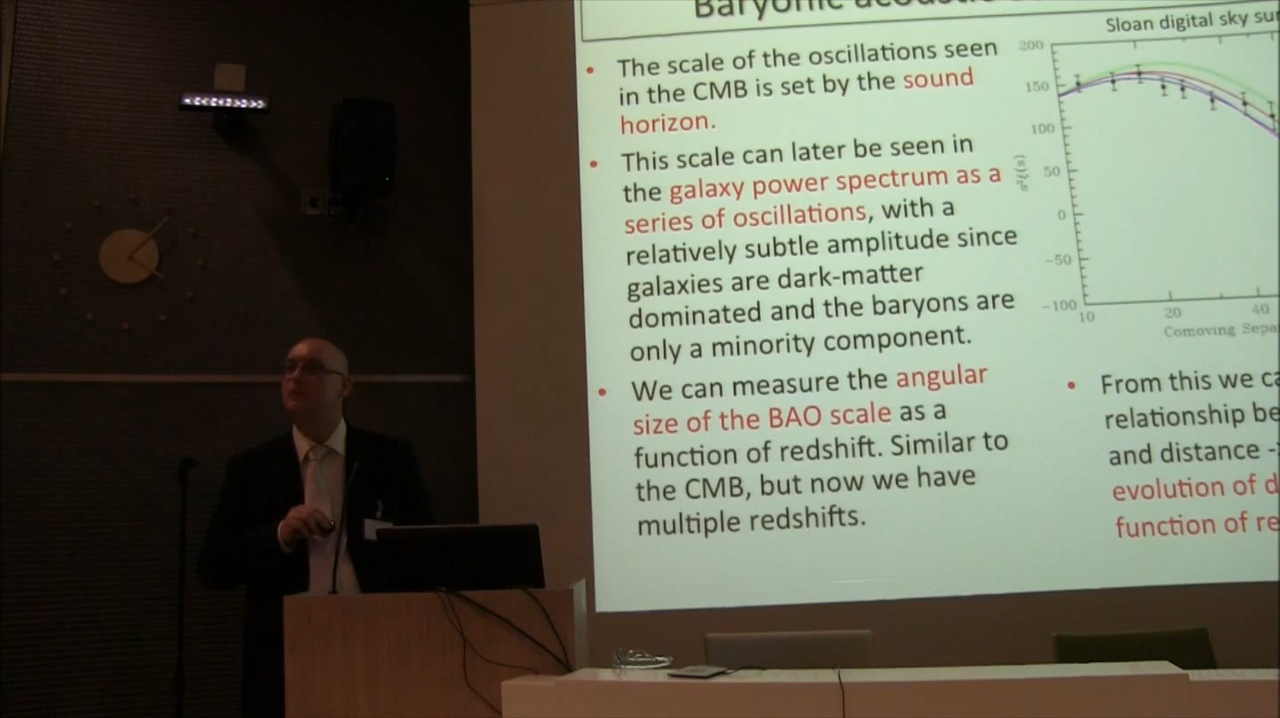 Baryonic acoustic
Sloan digital sky su
• The scale of the oscillations seen
in the CMB is set by the sound
horizon.
• This scale can later be seen in
the galaxy power spectrum as a
series of oscillations, with a
relatively subtle amplitude since
galaxies are dark-matter
dominated and the baryons are
only a minority component.
• We can measure the angular
size of the BAO scale as a
function of redshift. Similar to
the CMB, but now we have
multiple redshifts.
200
150
100
50
0
−50
−100
10 20 40
Comoving Sepa
• From this we ca
relationship be
and distance -
evolution of d
function of re